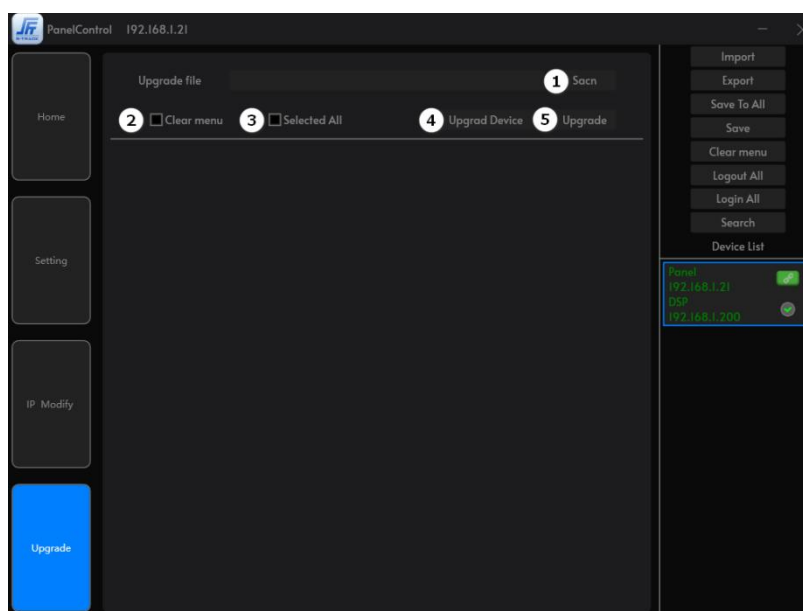 PanelControl 192.168.1.21
Home
Setting
IP Modify
Upgrade
Upgrade file 1 Sacn
2 Clear menu 3 Selected All 4 Upgrad Device 5 Upgrade
Import
Export
Save To All
Save
Clear menu
Logout All
Login All
Search
Device List
Panel
192.168.1.21
DSP
192.168.1.200